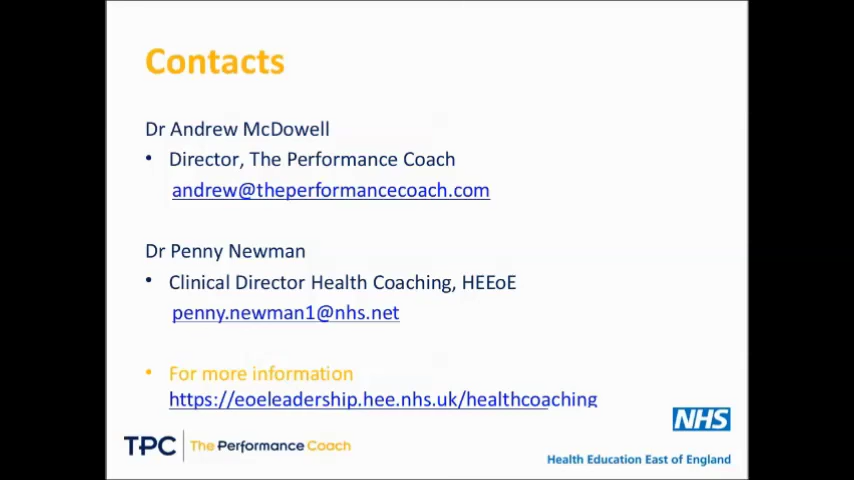 Contacts
Dr Andrew McDowell
• Director, The Performance Coach
andrew@theperformancecoach.com
Dr Penny Newman
• Clinical Director Health Coaching, HEEoE
penny.newman1@nhs.net
• For more information
https://eoeleadership.hee.nhs.uk/healthcoaching
NHS
TPC | The Performance Coach
Health Education East of England